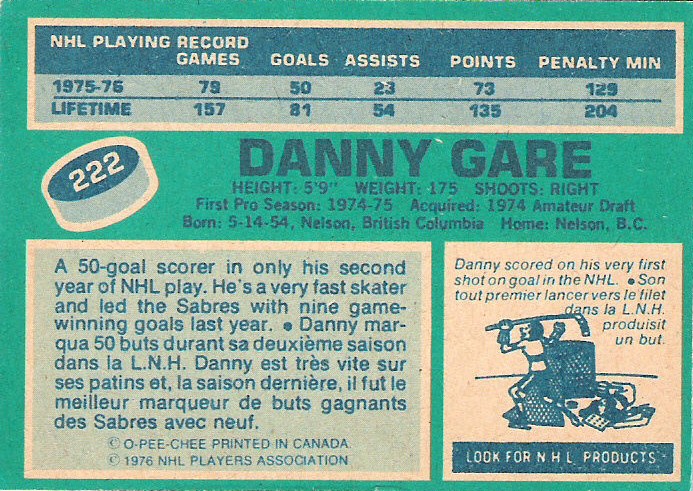 NHL PLAYING RECORD
GAMES GOALS ASSISTS POINTS PENALTY MIN
1975-76 79 50 23 73 129
LIFETIME 157 81 54 135 204
222
DANNY GARE
HEIGHT: 5'9" WEIGHT: 175 SHOOTS: RIGHT
First Pro Season: 1974-75 Acquired: 1974 Amateur Draft
Born: 5-14-54, Nelson, British Columbia Home: Nelson, B.C.
A 50-goal scorer in only his second
year of NHL play. He's a very fast skater
and led the Sabres with nine game-
winning goals last year. • Danny mar-
qua 50 buts durant sa deuxième saison
dans la L.N.H. Danny est très vite sur
ses patins et, la saison dernière, il fut le
meilleur marqueur de buts gagnants
des Sabres avec neuf.
© O-PEE-CHEE PRINTED IN CANADA.
© 1976 NHL PLAYERS ASSOCIATION
Danny scored on his very first
shot on goal in the NHL. • Son
tout premier lancer vers le filet
dans la L.N.H.
produisit
un but.
LOOK FOR NHL PRODUCTS